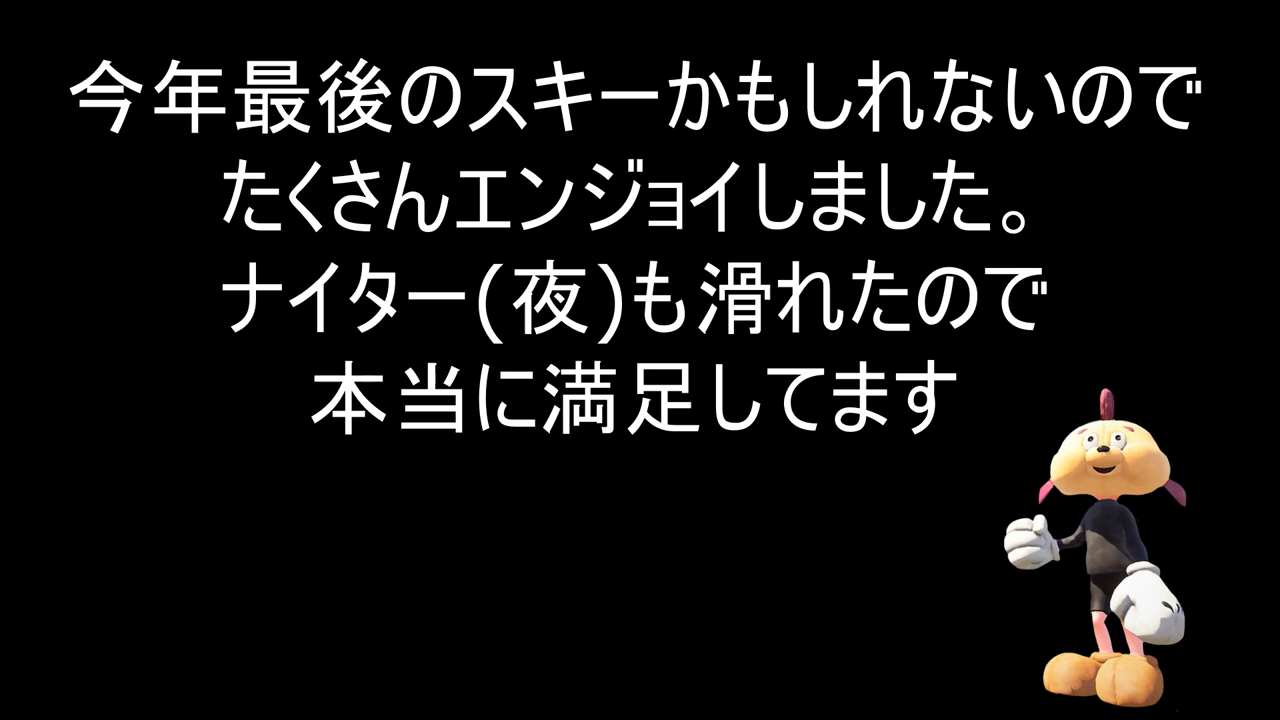 今年最後のスキーかもしれないので
たくさんエンジョイしました。
ナイター(夜)も滑れたので
本当に満足してます